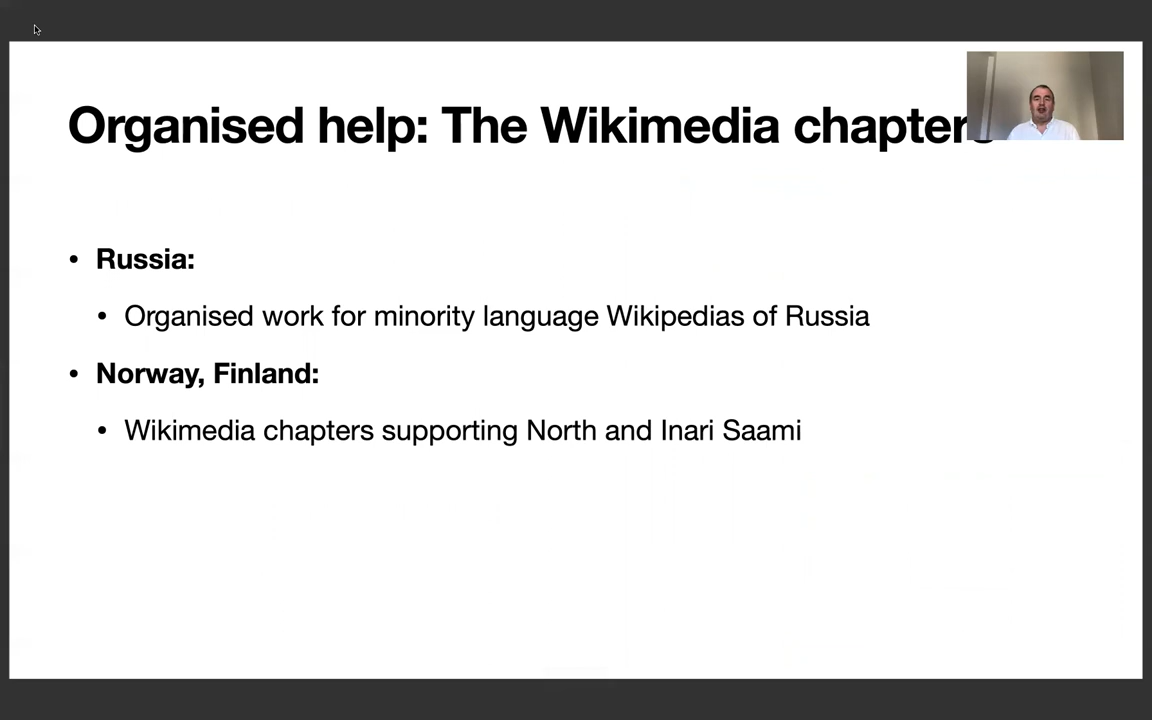 Organised help: The Wikimedia chapters
• Russia:
• Organised work for minority language Wikipedias of Russia
• Norway, Finland:
• Wikimedia chapters supporting North and Inari Saami